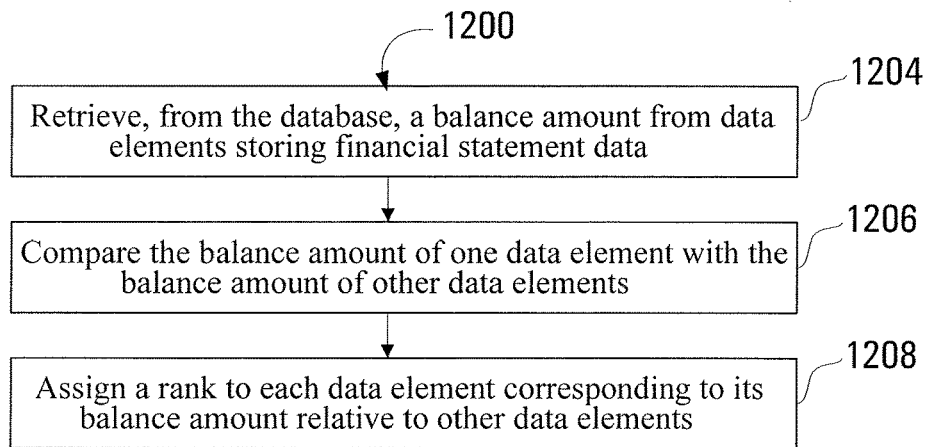 1200
1204
Retrieve, from the database, a balance amount from data
elements storing financial statement data
1206
Compare the balance amount of one data element with the
balance amount of other data elements
1208
Assign a rank to each data element corresponding to its
balance amount relative to other data elements